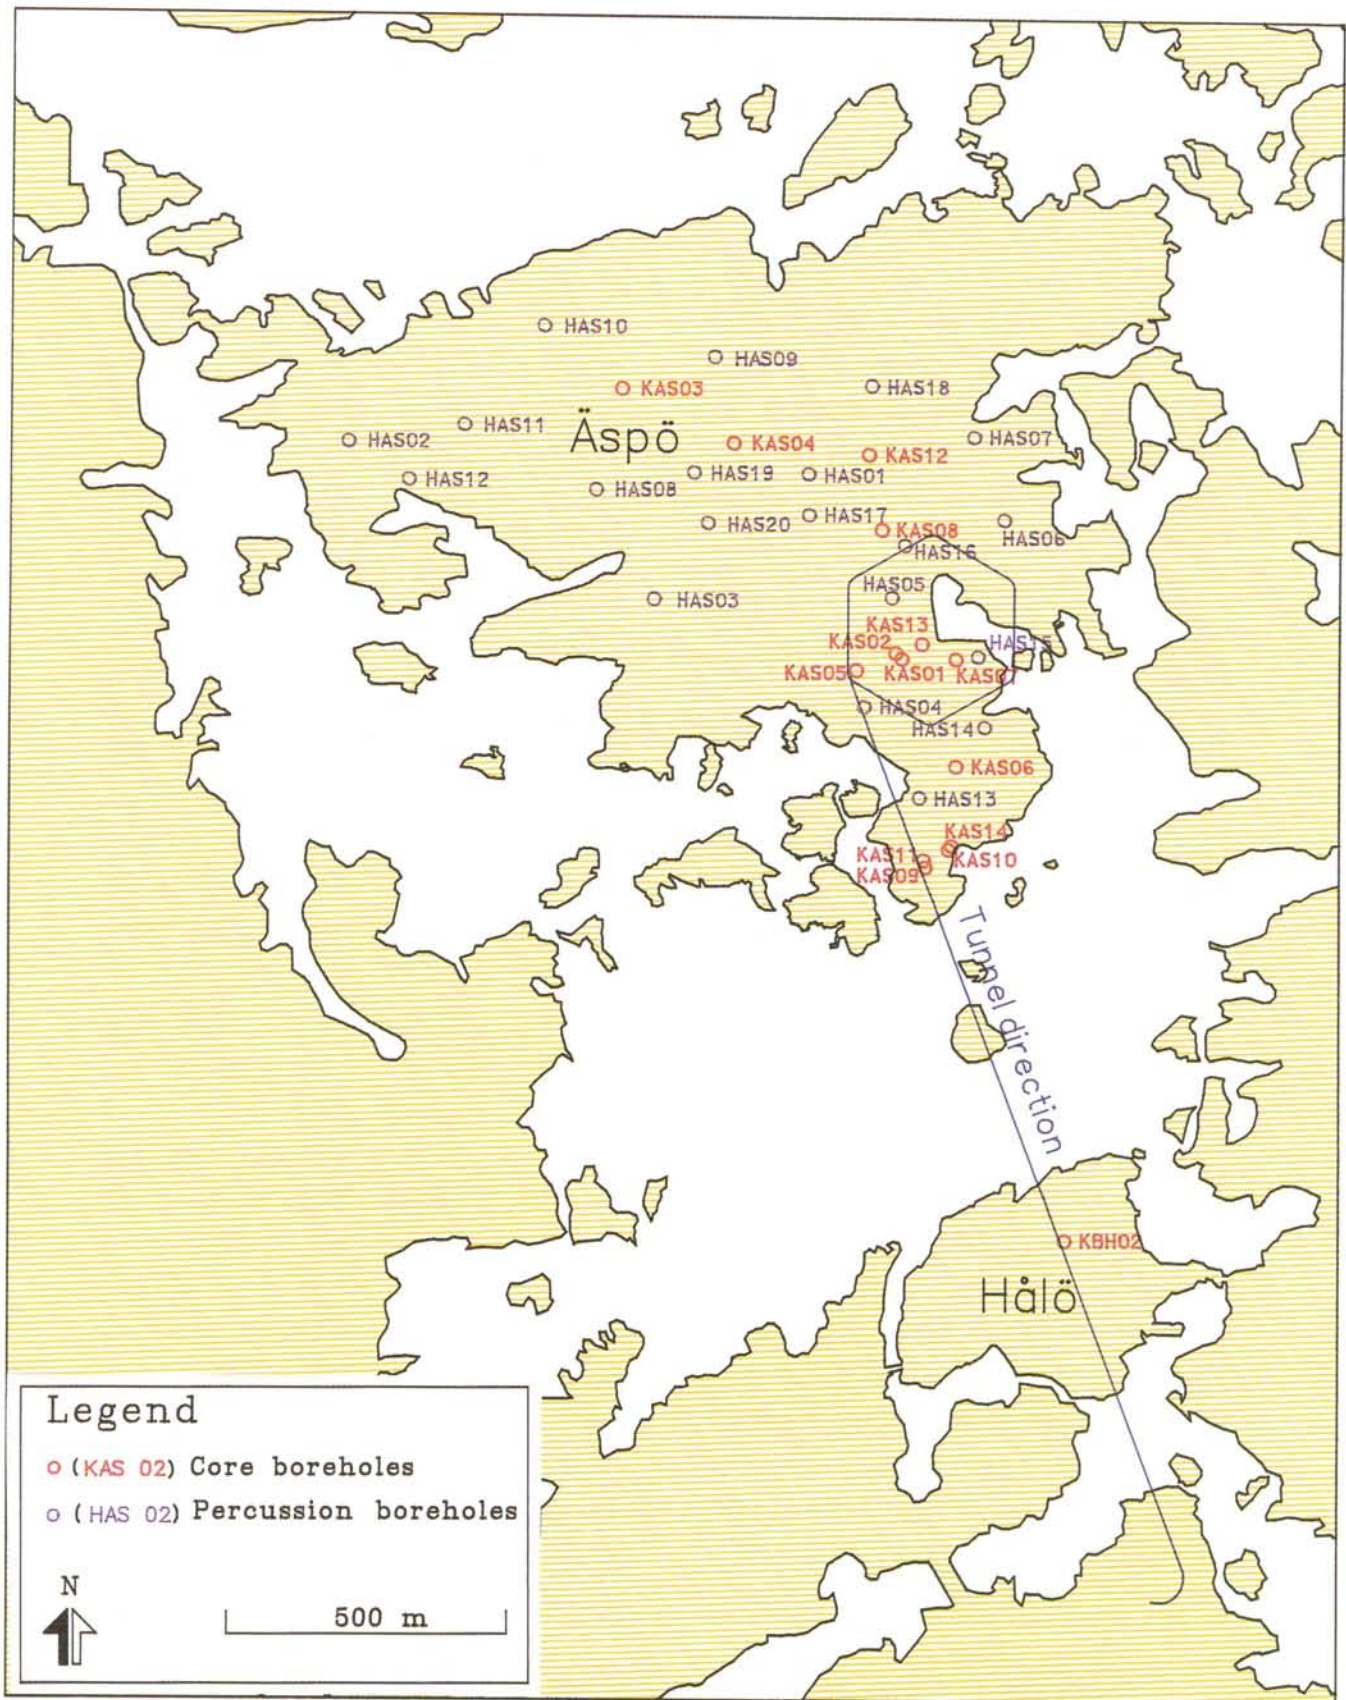 HAS10
HAS09
KAS03
HAS18
HAS11
Äspö
HAS02
KAS04
HAS07
KAS12
HAS12
HAS19
HAS01
HAS08
HAS20
HAS17
KAS08
HAS06
HAS16
HAS05
HAS03
KAS13
KAS02
HAS15
KAS05
KAS01
KAS07
HAS04
HAS14
KAS06
HAS13
KAS14
KAS11
KAS10
KAS09
Tunnel direction
KBH02
Hålö
Legend
(KAS 02) Core boreholes
(HAS 02) Percussion boreholes
N
500 m